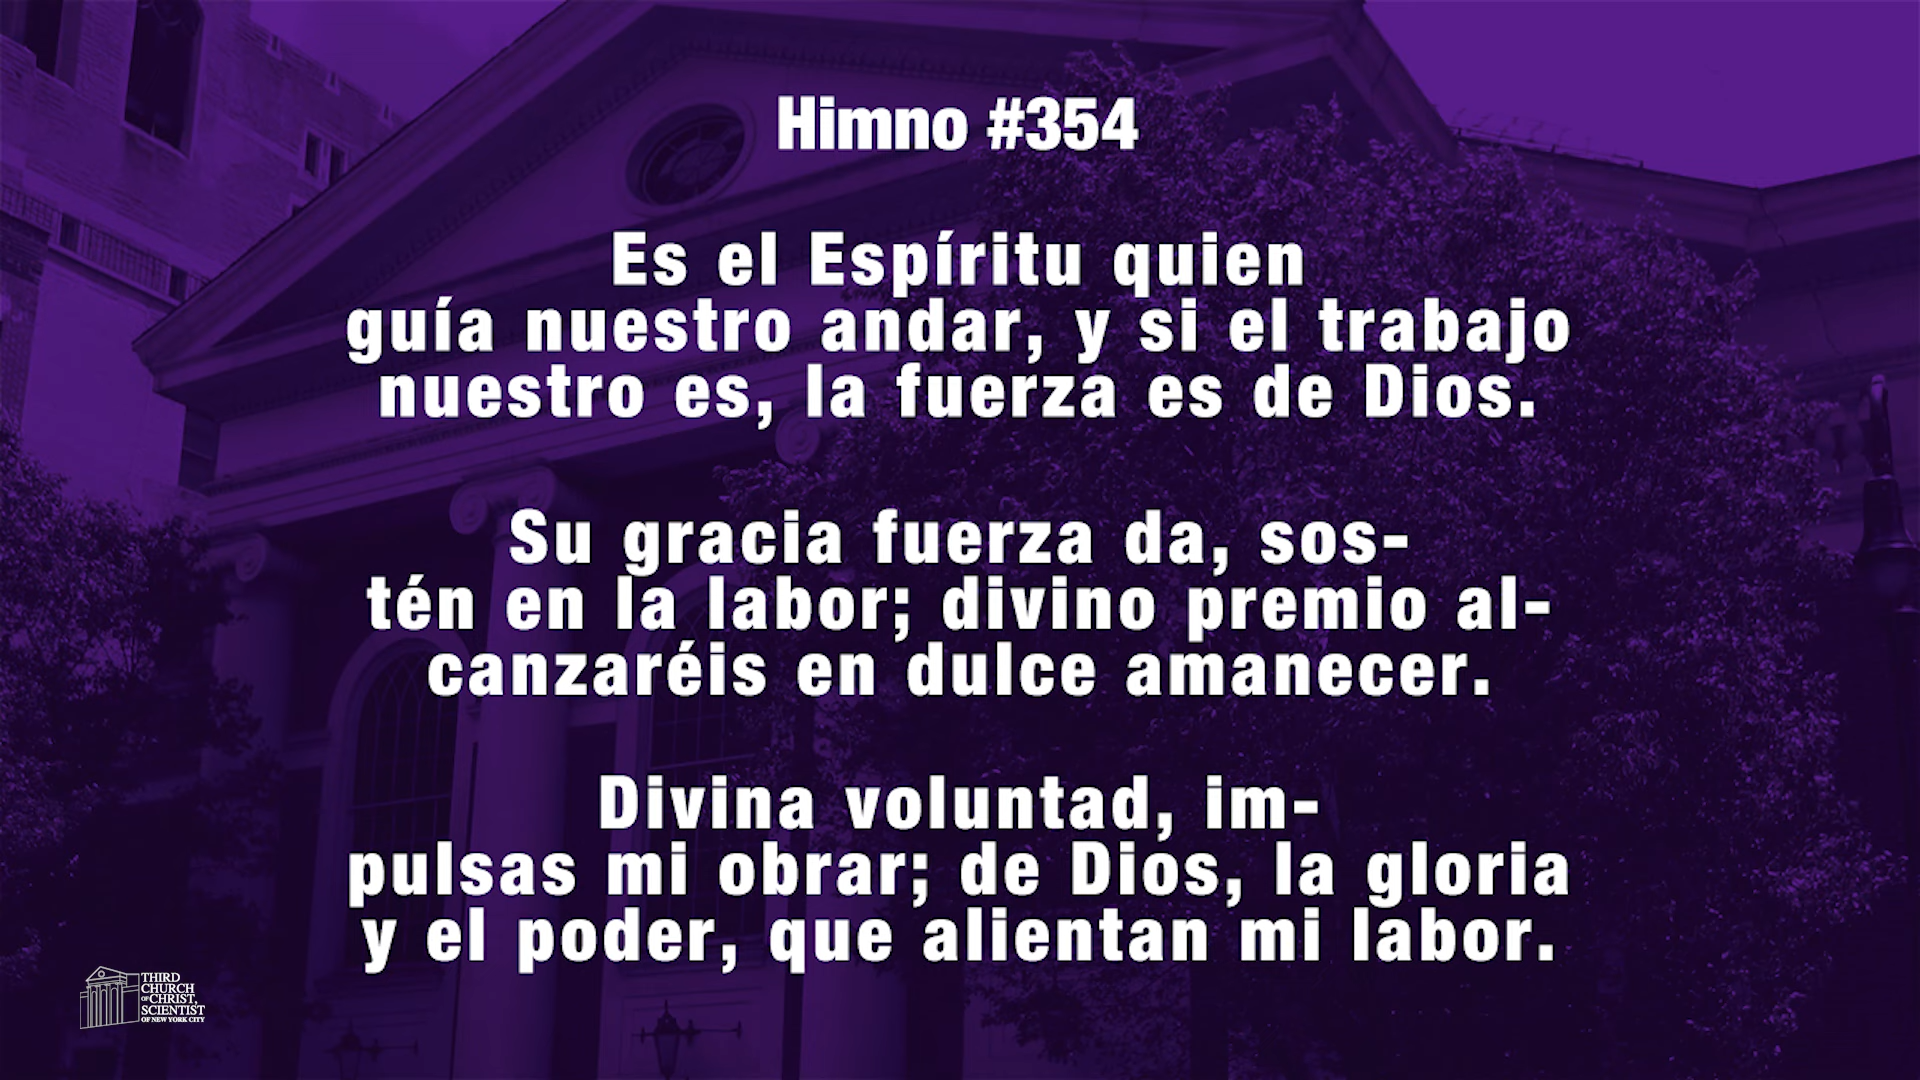 Himno #354
Es el Espíritu quien
guía nuestro andar, y si el trabajo
nuestro es, la fuerza es de Dios.
Su gracia fuerza da, sos-
tén en la labor; divino premio al-
canzaréis en dulce amanecer.
Divina voluntad, im-
pulsas mi obrar; de Dios, la gloria
y el poder, que alientan mi labor.
THIRD
CHURCH
OF CHRIST,
SCIENTIST
OF NEW YORK CITY